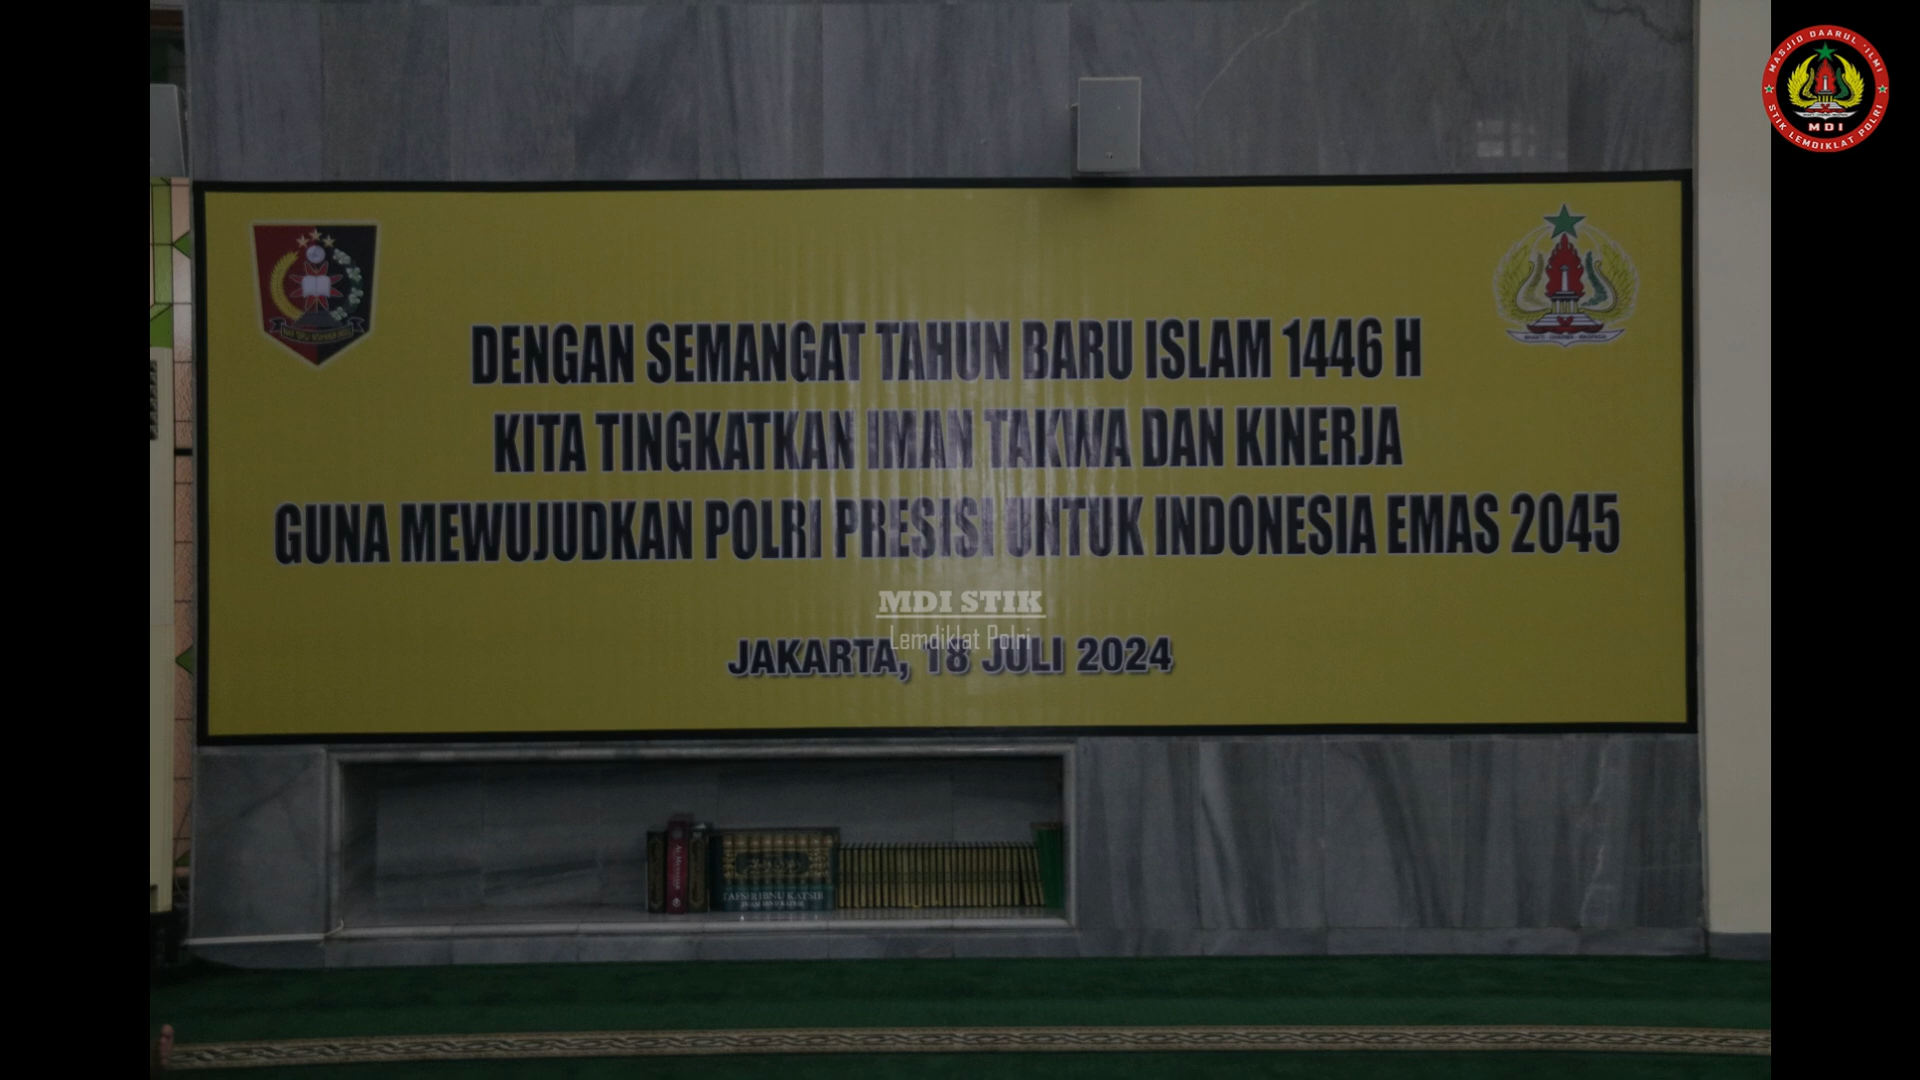 MASJID DAARUL 'ILMI
MDI
STIK LEMDIKLAT POLRI
DENGAN SEMANGAT TAHUN BARU ISLAM 1446 H
KITA TINGKATKAN IMAN TAKWA DAN KINERJA
GUNA MEWUJUDKAN POLRI PRESISI UNTUK INDONESIA EMAS 2045
MDI STIK
Lemdiklat Polri
JAKARTA, 18 JULI 2024
TAFSIR IBNU KATSIR